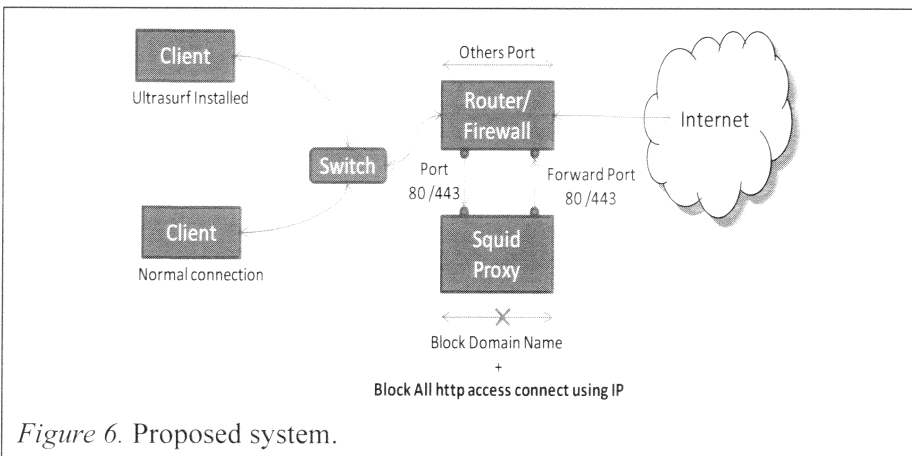 Client
Ultrasurf Installed
Switch
Client
Normal connection
Others Port
Router/
Firewall
Internet
Port
80 /443
Forward Port
80 /443
Squid
Proxy
Block Domain Name
+
Block All http access connect using IP
Figure 6. Proposed system.